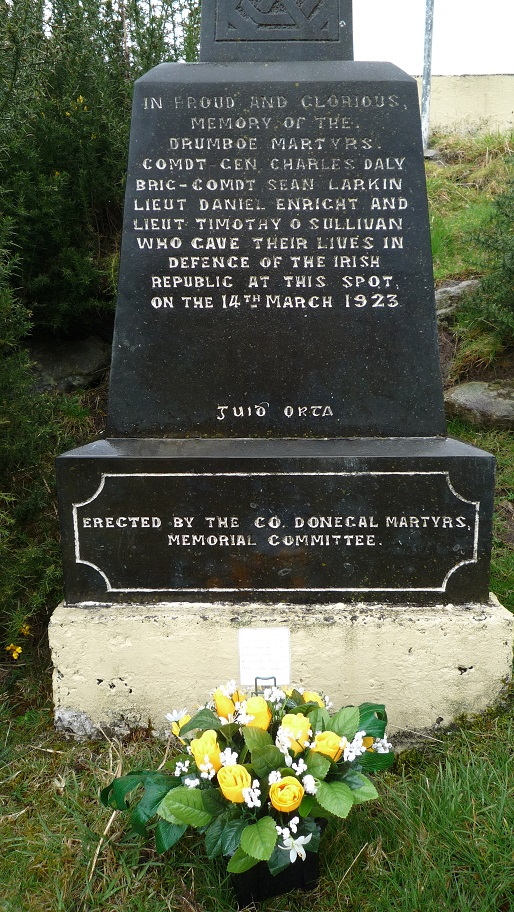 IN PROUD AND GLORIOUS,
MEMORY OF THE.
DRUMBOE MARTYRS.
COMDT-GEN, CHARLES DALY
BRIG-COMDT SEAN LARKIN
LIEUT DANIEL ENRIGHT AND
LIEUT TIMOTHY O SULLIVAN
WHO GAVE THEIR LIVES IN
DEFENCE OF THE IRISH
REPUBLIC AT THIS SPOT,
ON THE 14TH MARCH 1923
ꞇuiḋ oRTA
ERECTED BY THE CO. DONEGAL MARTYRS,
MEMORIAL COMMITTEE.